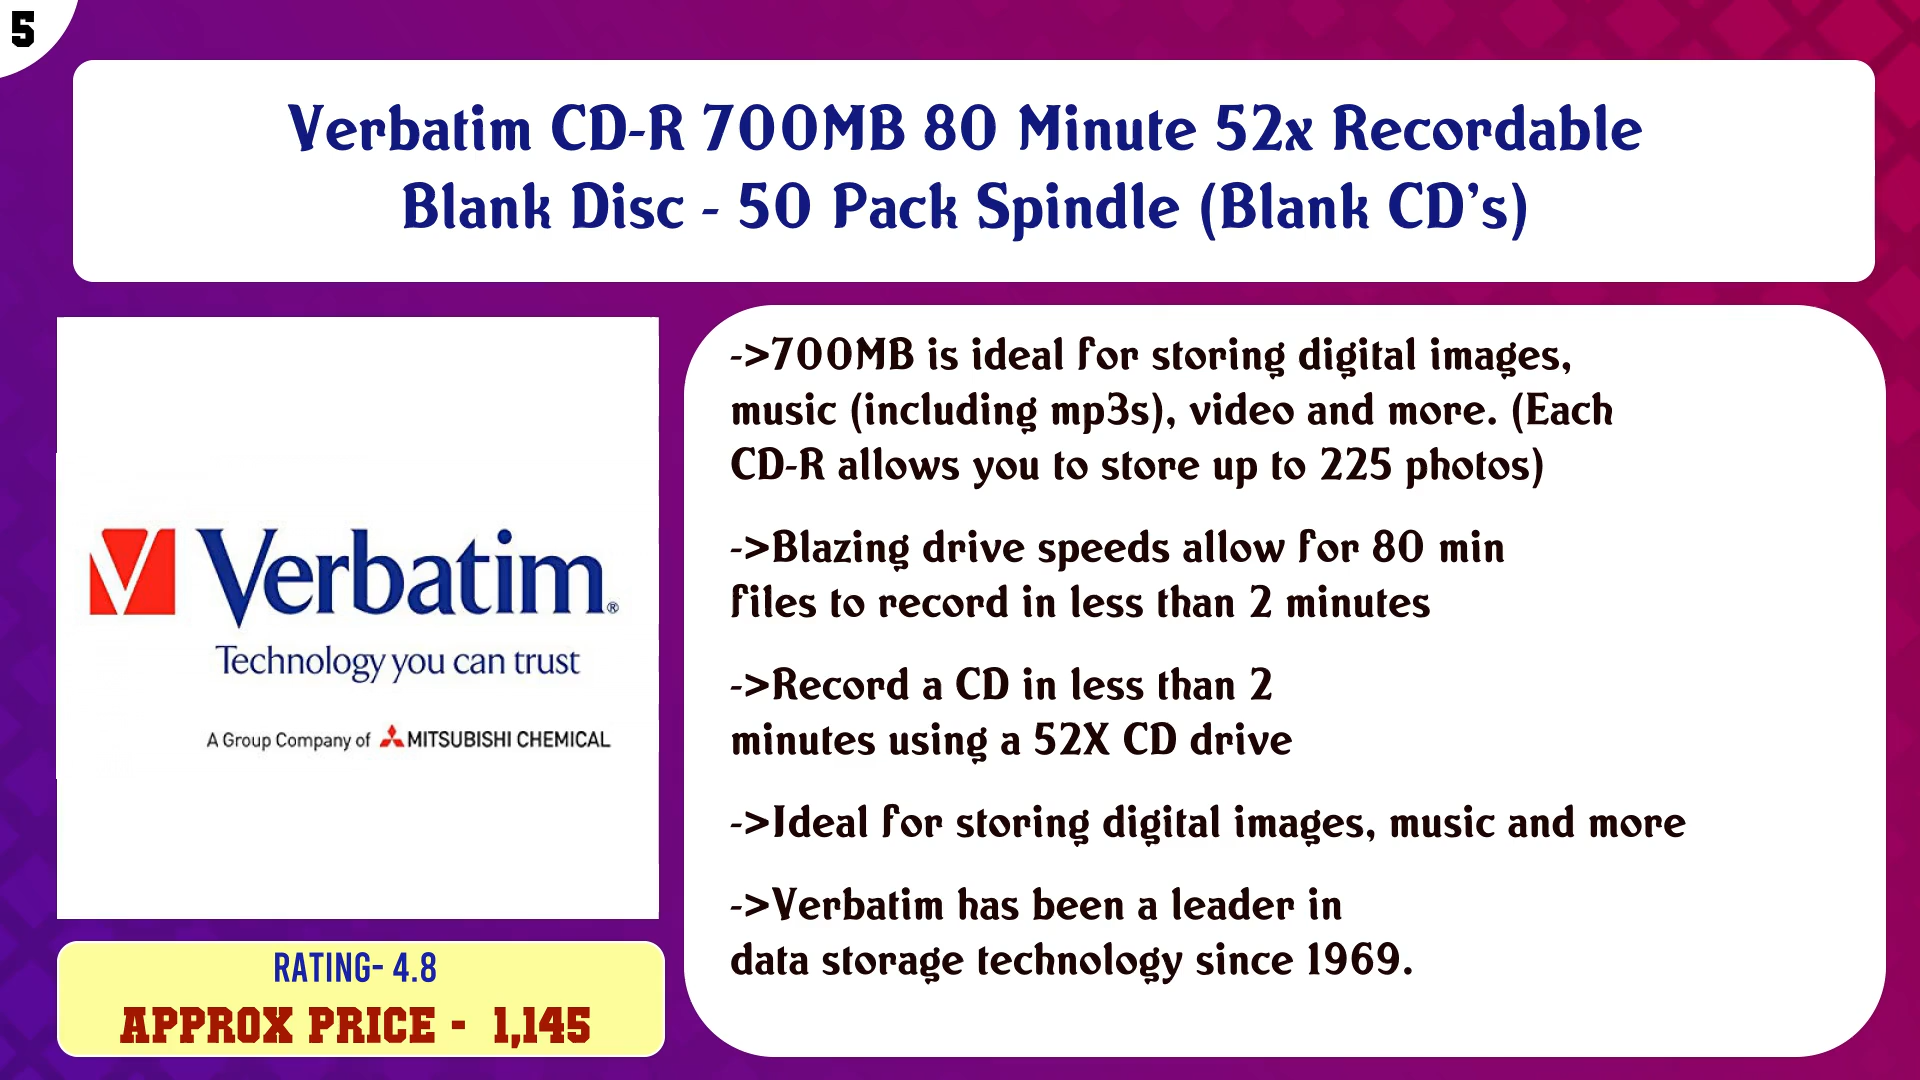 5
Verbatim CD-R 700MB 80 Minute 52x Recordable
Blank Disc - 50 Pack Spindle (Blank CD's)
->700MB is ideal for storing digital images,
music (including mp3s), video and more. (Each
CD-R allows you to store up to 225 photos)
->Blazing drive speeds allow for 80 min
files to record in less than 2 minutes
->Record a CD in less than 2
minutes using a 52X CD drive
->Ideal for storing digital images, music and more
->Verbatim has been a leader in
data storage technology since 1969.
Verbatim®
Technology you can trust
A Group Company of MITSUBISHI CHEMICAL
RATING- 4.8
APPROX PRICE - 1,145